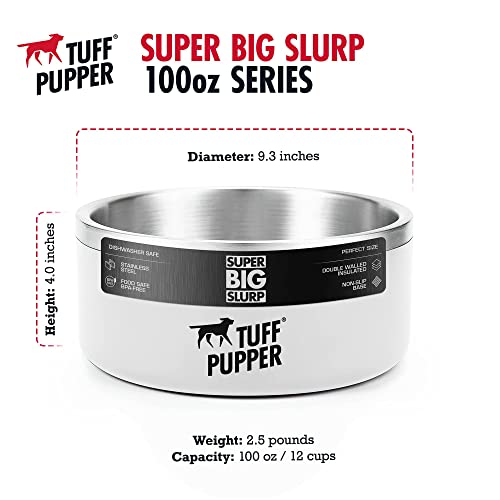 TUFF®
PUPPER
SUPER BIG SLURP
100oz SERIES
Diameter: 9.3 inches
Height: 4.0 inches
DISHWASHER SAFE
STAINLESS
STEEL
FOOD SAFE
BPA-FREE
SUPER
BIG
SLURP
PERFECT SIZE
DOUBLE WALLED
INSULATED
NON-SLIP
BASE
TUFF®
PUPPER
Weight: 2.5 pounds
Capacity: 100 oz / 12 cups